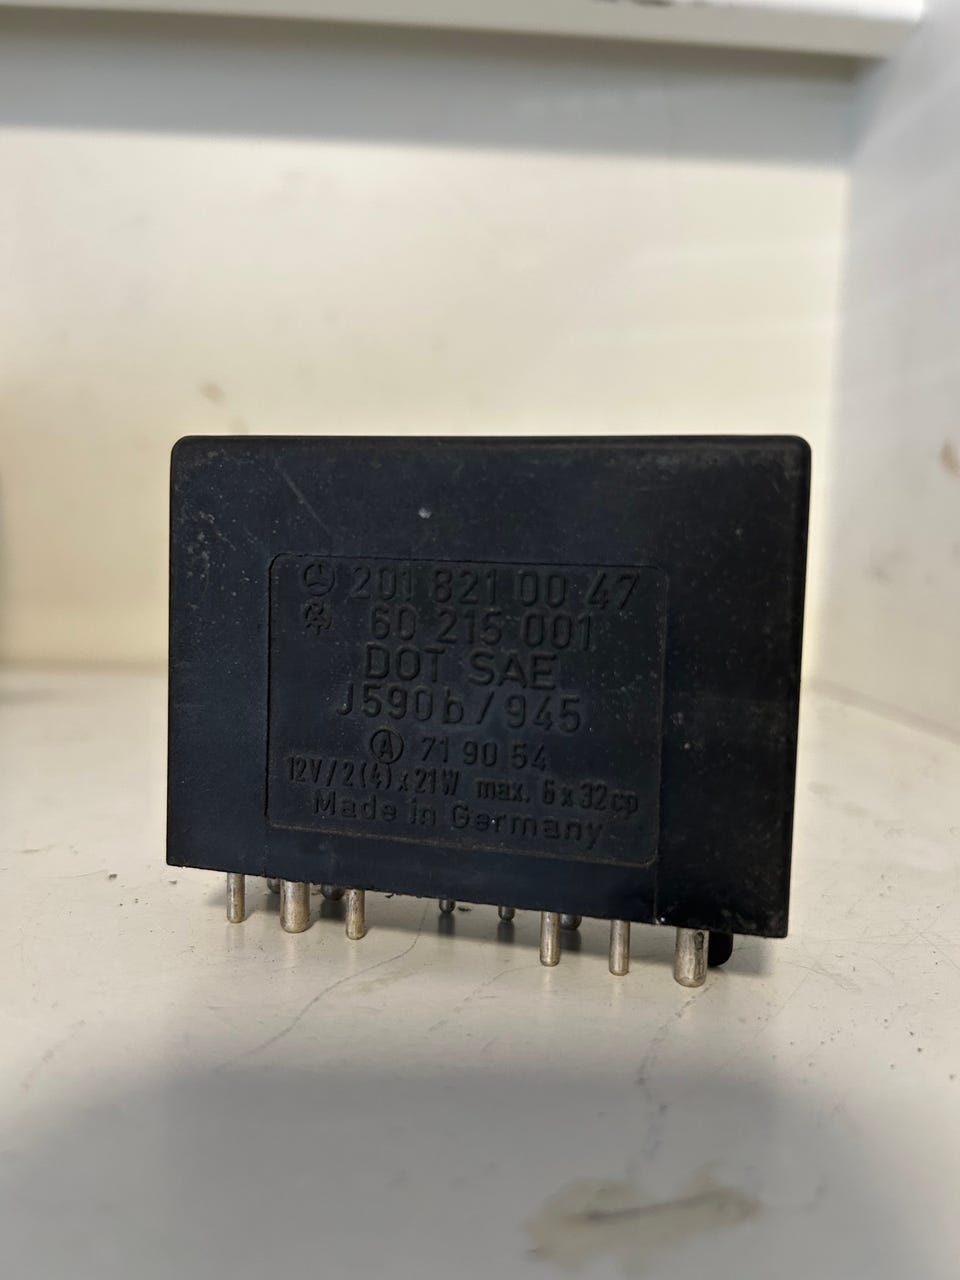 201 821 00 47
60 215 001
DOT SAE
J590b/945
A 71 90 54
12V/2(4)x21W max. 6x32cp
Made in Germany